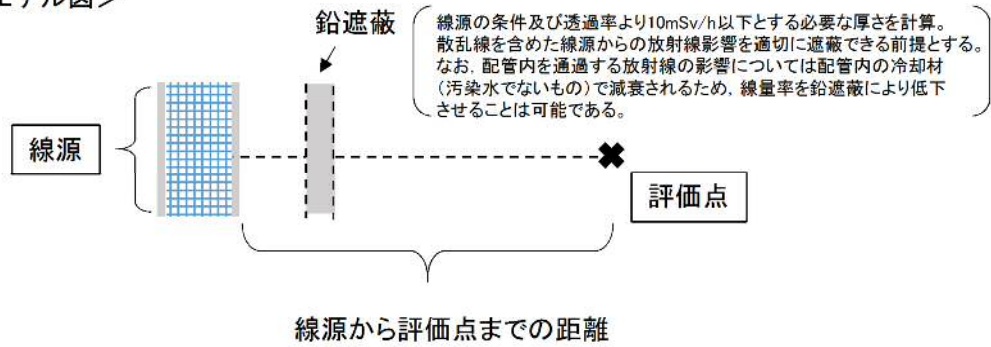 モデル図＞
鉛遮蔽
線源の条件及び透過率より10mSv/h以下とする必要な厚さを計算。
散乱線を含めた線源からの放射線影響を適切に遮蔽できる前提とする。
なお，配管内を通過する放射線の影響については配管内の冷却材
（汚染水でないもの）で減衰されるため，線量率を鉛遮蔽により低下
させることは可能である。
線源
評価点
線源から評価点までの距離